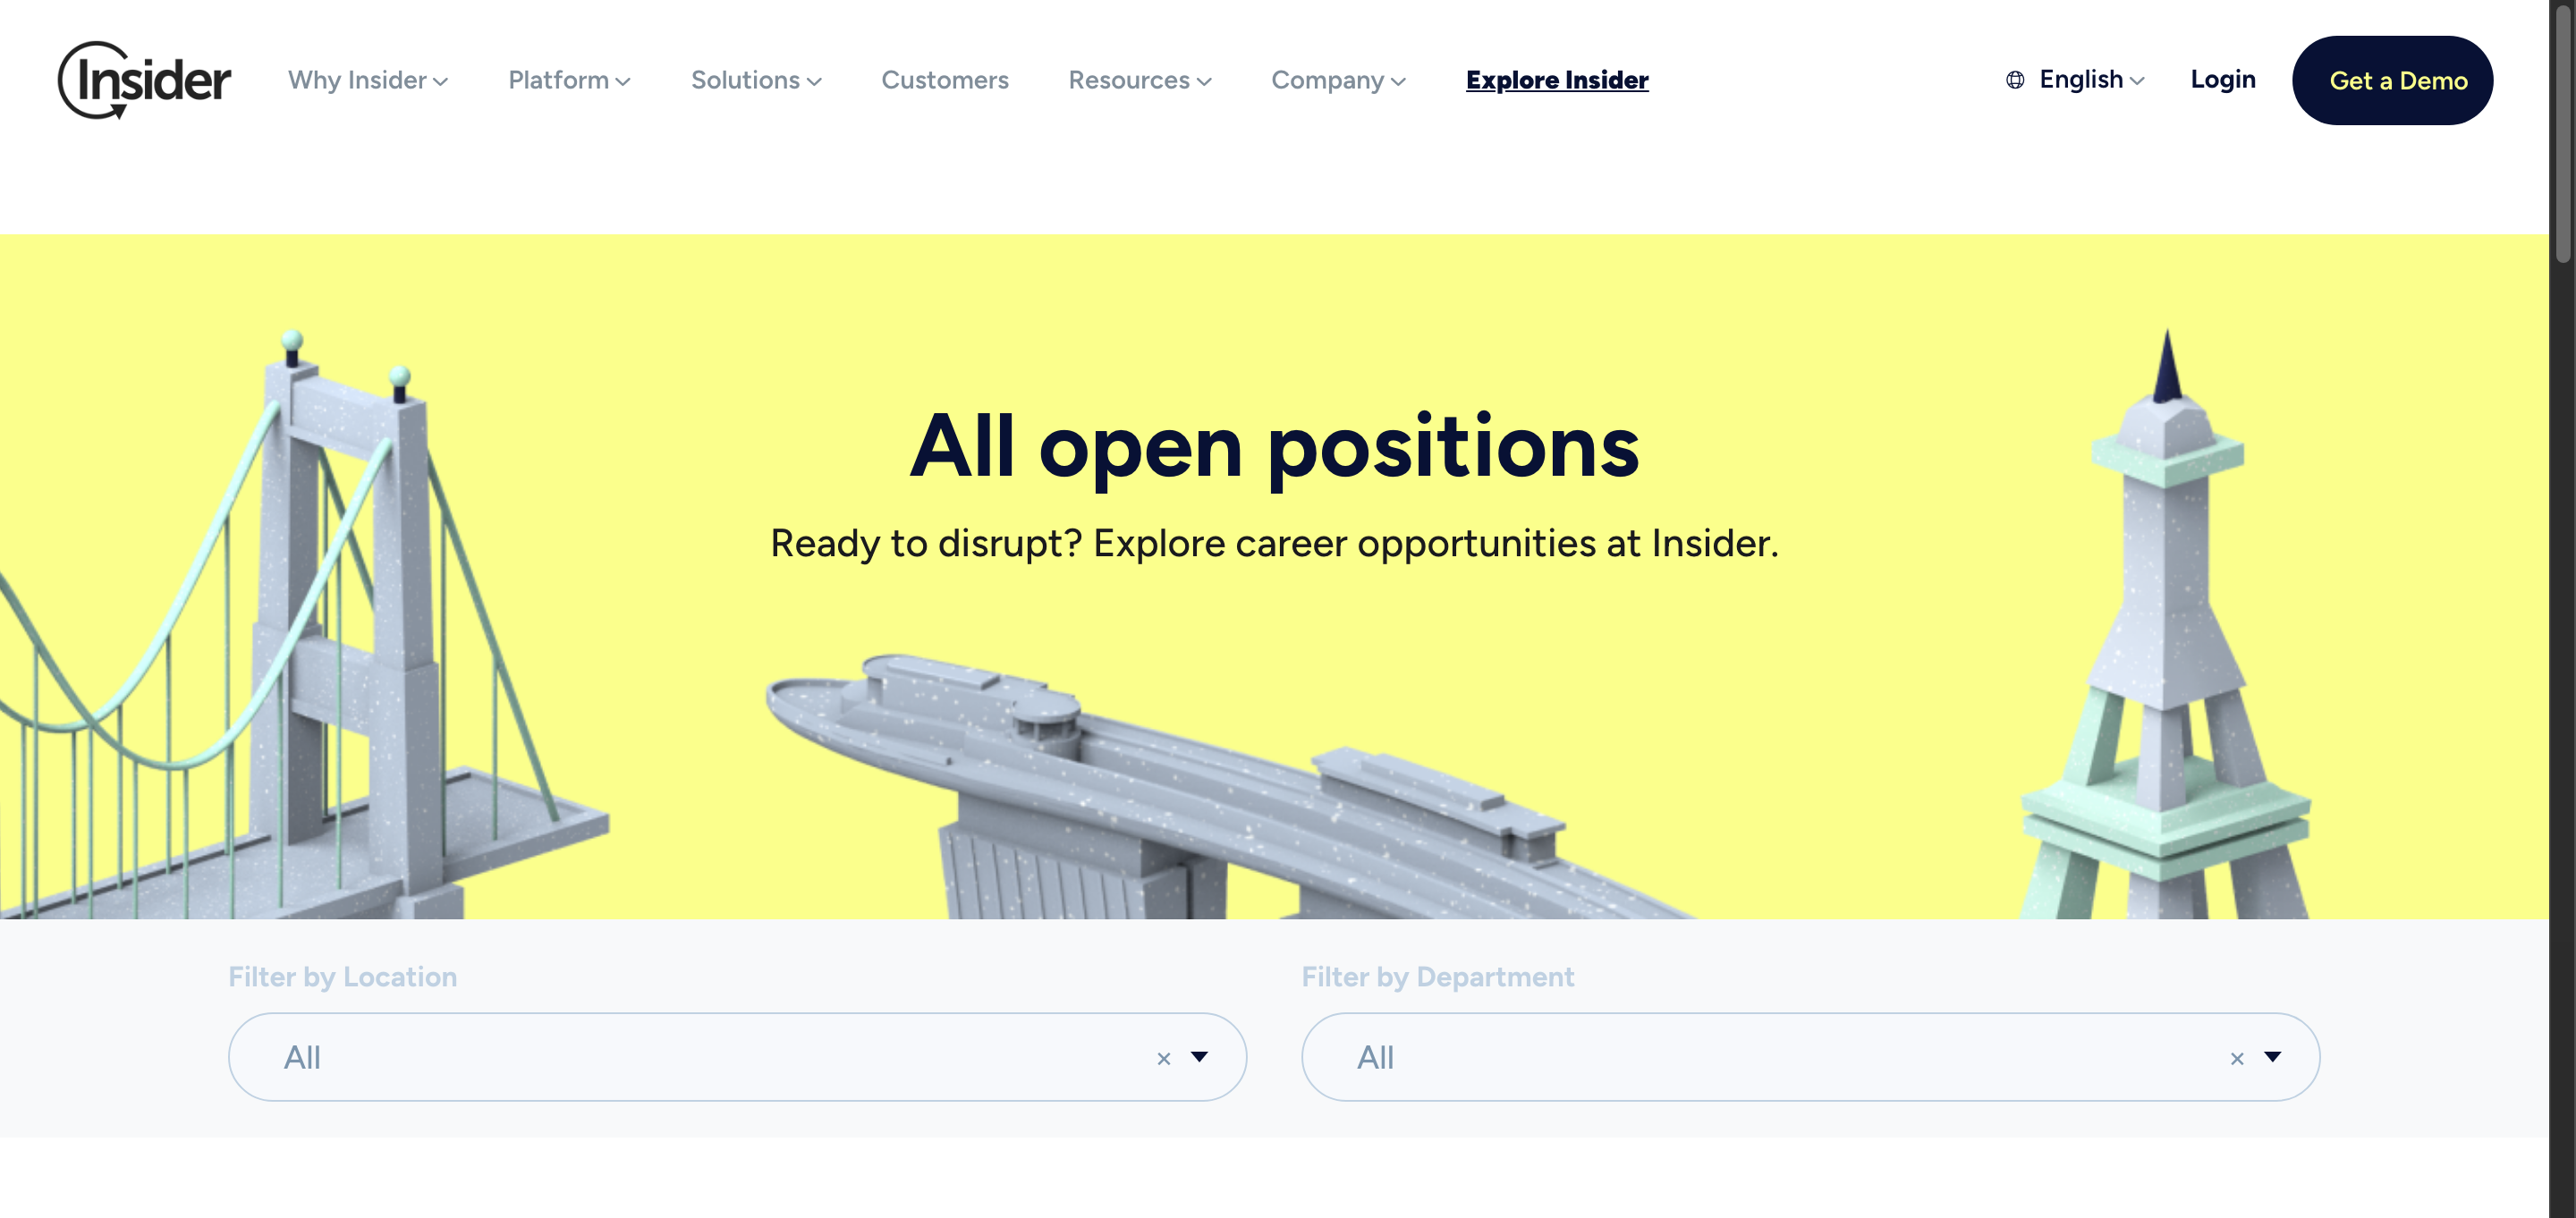 Insider
Why Insider Platform Solutions Customers Resources Company Explore Insider English Login Get a Demo
All open positions
Ready to disrupt? Explore career opportunities at Insider.
Filter by Location Filter by Department
All × All ×